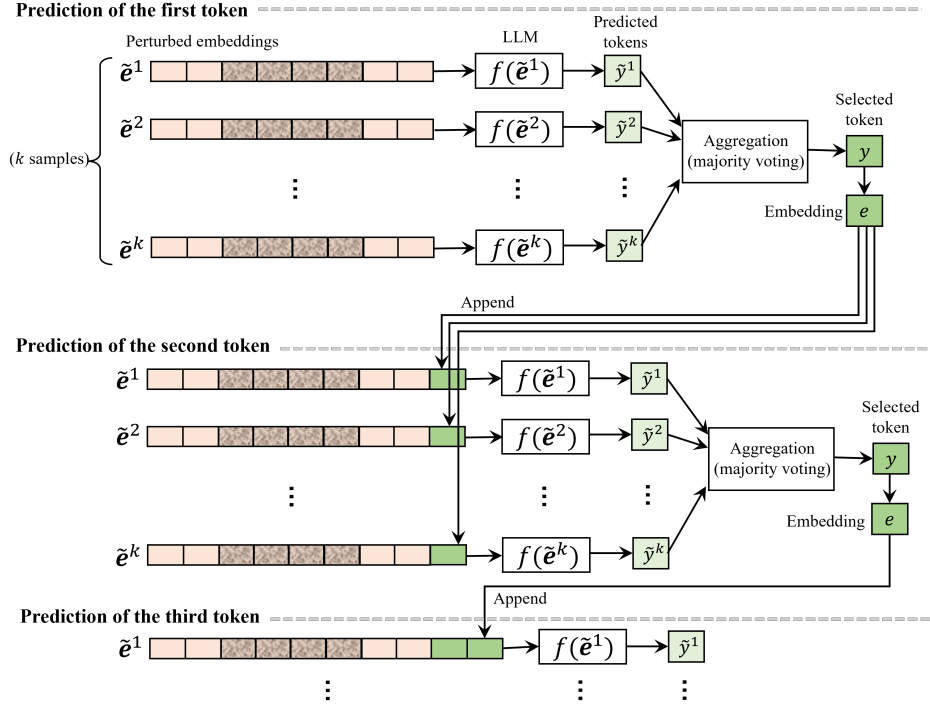 Prediction of the first token
Perturbed embeddings
LLM
Predicted
tokens
ẽ¹
f(ẽ¹)
ỹ¹
ẽ²
f(ẽ²)
ỹ²
Selected
token
(k samples)
Aggregation
(majority voting)
y
⋮
⋮
⋮
Embedding
e
ẽᵏ
f(ẽᵏ)
ỹᵏ
Append
Prediction of the second token
ẽ¹
f(ẽ¹)
ỹ¹
ẽ²
f(ẽ²)
ỹ²
Selected
token
Aggregation
(majority voting)
y
⋮
⋮
⋮
Embedding
e
ẽᵏ
f(ẽᵏ)
ỹᵏ
Append
Prediction of the third token
ẽ¹
f(ẽ¹)
ỹ¹
⋮
⋮
⋮